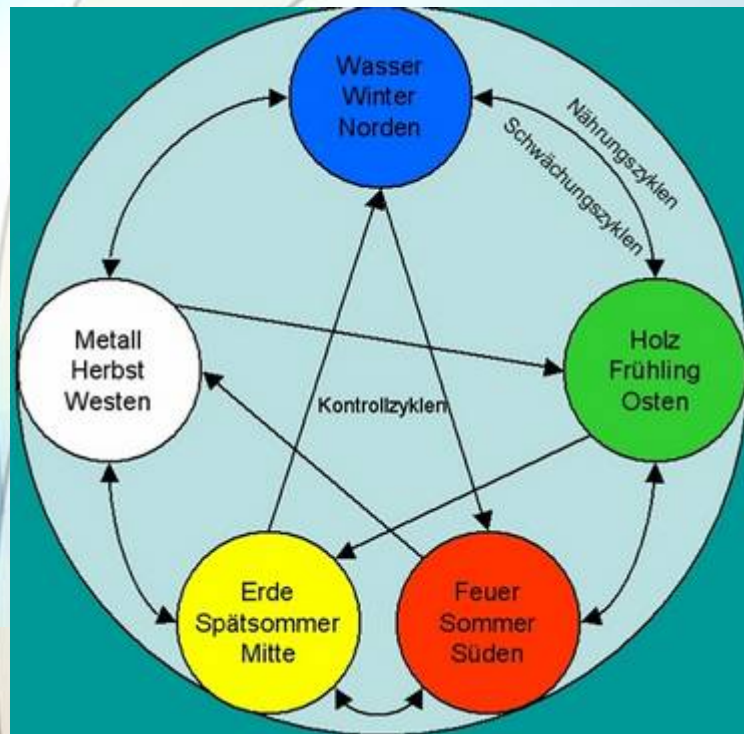 Wasser
Winter
Norden
Nährungszyklen
Schwächungszyklen
Metall
Herbst
Westen
Holz
Frühling
Osten
Kontrollzyklen
Erde
Spätsommer
Mitte
Feuer
Sommer
Süden